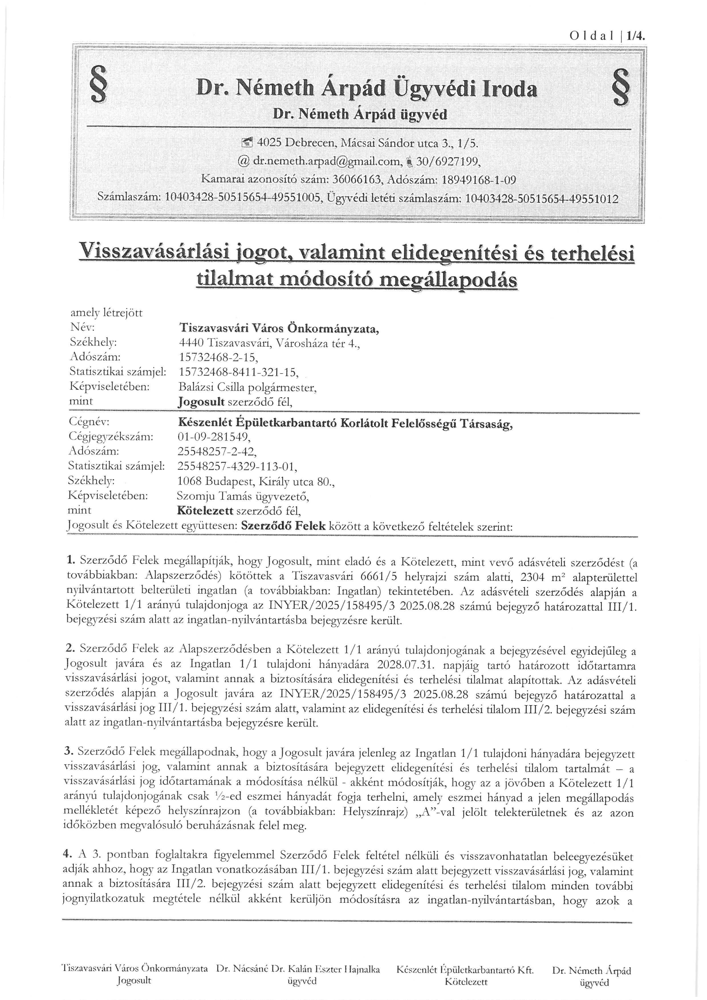 Oldal | 1/4.
§ Dr. Németh Árpád Ügyvédi Iroda §
Dr. Németh Árpád ügyvéd
4025 Debrecen, Mácsai Sándor utca 3., 1/5.
@ dr.nemeth.arpad@gmail.com, 30/6927199,
Kamarai azonosító szám: 36066163, Adószám: 18949168-1-09
Számlaszám: 10403428-50515654-49551005, Ügyvédi letéti számlaszám: 10403428-50515654-49551012
Visszavásárlási jogot, valamint elidegenítési és terhelési
tilalmat módosító megállapodás
amely létrejött
Név: Tiszavasvári Város Önkormányzata,
Székhely: 4440 Tiszavasvári, Városháza tér 4.,
Adószám: 15732468-2-15,
Statisztikai számjel: 15732468-8411-321-15,
Képviseletében: Balázsi Csilla polgármester,
mint Jogosult szerződő fél,
Cégnév: Készenlét Épületkarbantartó Korlátolt Felelősségű Társaság,
Cégjegyzékszám: 01-09-281549,
Adószám: 25548257-2-42,
Statisztikai számjel: 25548257-4329-113-01,
Székhely: 1068 Budapest, Király utca 80.,
Képviseletében: Szomju Tamás ügyvezető,
mint Kötelezett szerződő fél,
Jogosult és Kötelezett együttesen: Szerződő Felek között a következő feltételek szerint:
1. Szerződő Felek megállapítják, hogy Jogosult, mint eladó és a Kötelezett, mint vevő adásvételi szerződést (a
továbbiakban: Alapszerződés) kötöttek a Tiszavasvári 6661/5 helyrajzi szám alatti, 2304 m² alapterülettel
nyilvántartott belterületi ingatlan (a továbbiakban: Ingatlan) tekintetében. Az adásvételi szerződés alapján a
Kötelezett 1/1 arányú tulajdonjoga az INYER/2025/158495/3 2025.08.28 számú bejegyző határozattal III/1.
bejegyzési szám alatt az ingatlan-nyilvántartásba bejegyzésre került.
2. Szerződő Felek az Alapszerződésben a Kötelezett 1/1 arányú tulajdonjogának a bejegyzésével egyidejűleg a
Jogosult javára és az Ingatlan 1/1 tulajdoni hányadára 2028.07.31. napjáig tartó határozott időtartamra
visszavásárlási jogot, valamint annak a biztosítására elidegenítési és terhelési tilalmat alapítottak. Az adásvételi
szerződés alapján a Jogosult javára az INYER/2025/158495/3 2025.08.28 számú bejegyző határozattal a
visszavásárlási jog III/1. bejegyzési szám alatt, valamint az elidegenítési és terhelési tilalom III/2. bejegyzési szám
alatt az ingatlan-nyilvántartásba bejegyzésre került.
3. Szerződő Felek megállapodnak, hogy a Jogosult javára jelenleg az Ingatlan 1/1 tulajdoni hányadára bejegyzett
visszavásárlási jog, valamint annak a biztosítására bejegyzett elidegenítési és terhelési tilalom tartalmát – a
visszavásárlási jog időtartamának a módosítása nélkül - akként módosítják, hogy az a jövőben a Kötelezett 1/1
arányú tulajdonjogának csak ½-ed eszmei hányadát fogja terhelni, amely eszmei hányad a jelen megállapodás
mellékletét képező helyszínrajzon (a továbbiakban: Helyszínrajz) „A”-val jelölt telekterületnek és az azon
időközben megvalósuló beruházásnak felel meg.
4. A 3. pontban foglaltakra figyelemmel Szerződő Felek feltétel nélküli és visszavonhatatlan beleegyezésüket
adják ahhoz, hogy az Ingatlan vonatkozásában III/1. bejegyzési szám alatt bejegyzett visszavásárlási jog, valamint
annak a biztosítására III/2. bejegyzési szám alatt bejegyzett elidegenítési és terhelési tilalom minden további
jognyilatkozatuk megtétele nélkül akként kerüljön módosításra az ingatlan-nyilvántartásban, hogy azok a
Tiszavasvári Város Önkormányzata Dr. Nácsáné Dr. Kalán Eszter Hajnalka Készenlét Épületkarbantartó Kft. Dr. Németh Árpád
Jogosult ügyvéd Kötelezett ügyvéd